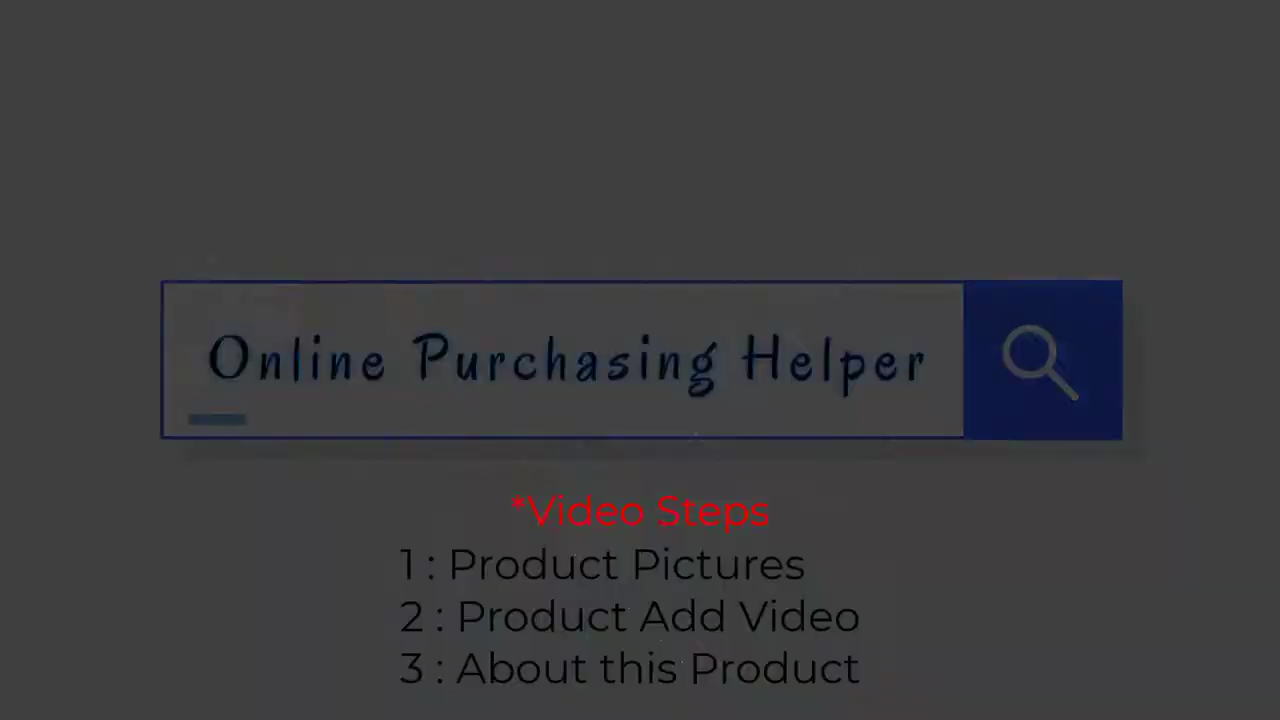 Online Purchasing Helper
*Video Steps
1 : Product Pictures
2 : Product Add Video
3 : About this Product